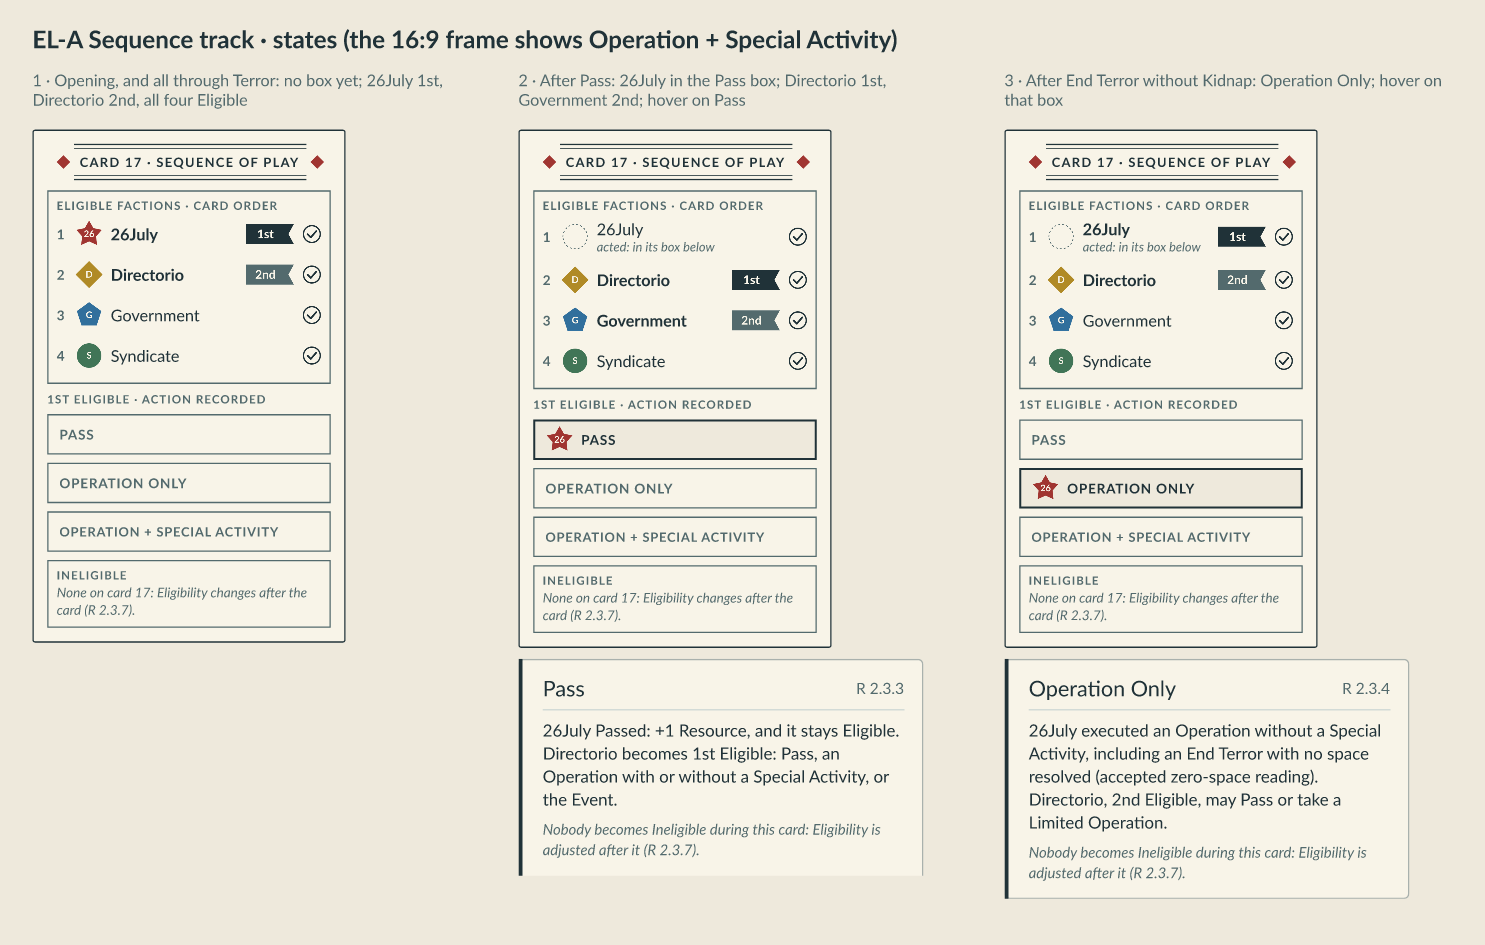 EL-A Sequence track · states (the 16:9 frame shows Operation + Special Activity)
1 · Opening, and all through Terror: no box yet; 26July 1st,
Directorio 2nd, all four Eligible
CARD 17 · SEQUENCE OF PLAY
ELIGIBLE FACTIONS · CARD ORDER
1 26 26July 1st
2 D Directorio 2nd
3 G Government
4 S Syndicate
1ST ELIGIBLE · ACTION RECORDED
PASS
OPERATION ONLY
OPERATION + SPECIAL ACTIVITY
INELIGIBLE
None on card 17: Eligibility changes after the
card (R 2.3.7).
2 · After Pass: 26July in the Pass box; Directorio 1st,
Government 2nd; hover on Pass
CARD 17 · SEQUENCE OF PLAY
ELIGIBLE FACTIONS · CARD ORDER
1 26July
acted: in its box below
2 D Directorio 1st
3 G Government 2nd
4 S Syndicate
1ST ELIGIBLE · ACTION RECORDED
26 PASS
OPERATION ONLY
OPERATION + SPECIAL ACTIVITY
INELIGIBLE
None on card 17: Eligibility changes after the
card (R 2.3.7).
Pass R 2.3.3
26July Passed: +1 Resource, and it stays Eligible.
Directorio becomes 1st Eligible: Pass, an
Operation with or without a Special Activity, or
the Event.
Nobody becomes Ineligible during this card: Eligibility is
adjusted after it (R 2.3.7).
3 · After End Terror without Kidnap: Operation Only; hover on
that box
CARD 17 · SEQUENCE OF PLAY
ELIGIBLE FACTIONS · CARD ORDER
1 26July 1st
acted: in its box below
2 D Directorio 2nd
3 G Government
4 S Syndicate
1ST ELIGIBLE · ACTION RECORDED
PASS
26 OPERATION ONLY
OPERATION + SPECIAL ACTIVITY
INELIGIBLE
None on card 17: Eligibility changes after the
card (R 2.3.7).
Operation Only R 2.3.4
26July executed an Operation without a Special
Activity, including an End Terror with no space
resolved (accepted zero-space reading).
Directorio, 2nd Eligible, may Pass or take a
Limited Operation.
Nobody becomes Ineligible during this card: Eligibility is
adjusted after it (R 2.3.7).